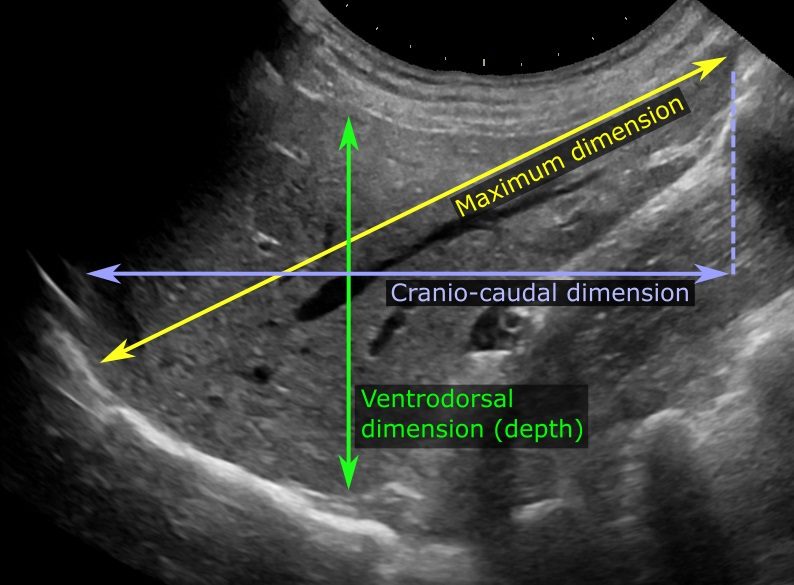 Maximum dimension
Cranio-caudal dimension
Ventrodorsal
dimension (depth)